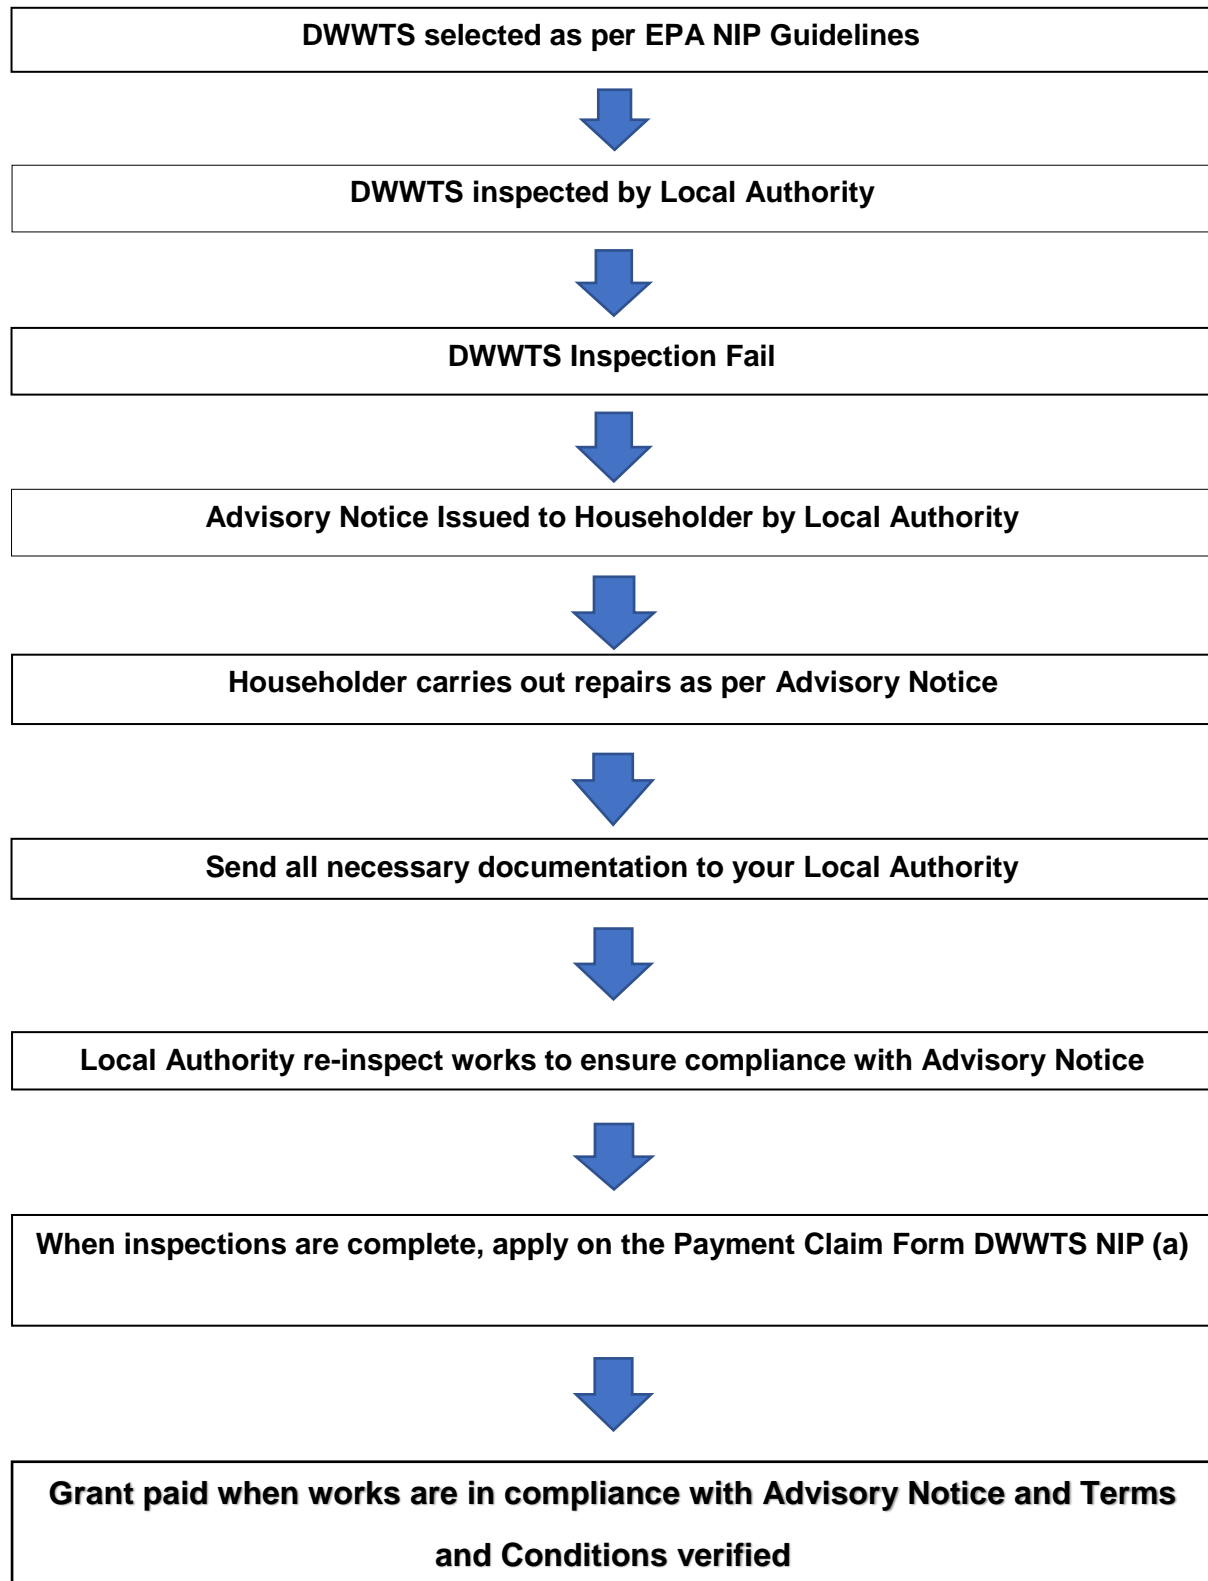 DWWTS selected as per EPA NIP Guidelines
DWWTS inspected by Local Authority
DWWTS Inspection Fail
Advisory Notice Issued to Householder by Local Authority
Householder carries out repairs as per Advisory Notice
Send all necessary documentation to your Local Authority
Local Authority re-inspect works to ensure compliance with Advisory Notice
When inspections are complete, apply on the Payment Claim Form DWWTS NIP (a)
Grant paid when works are in compliance with Advisory Notice and Terms
and Conditions verified